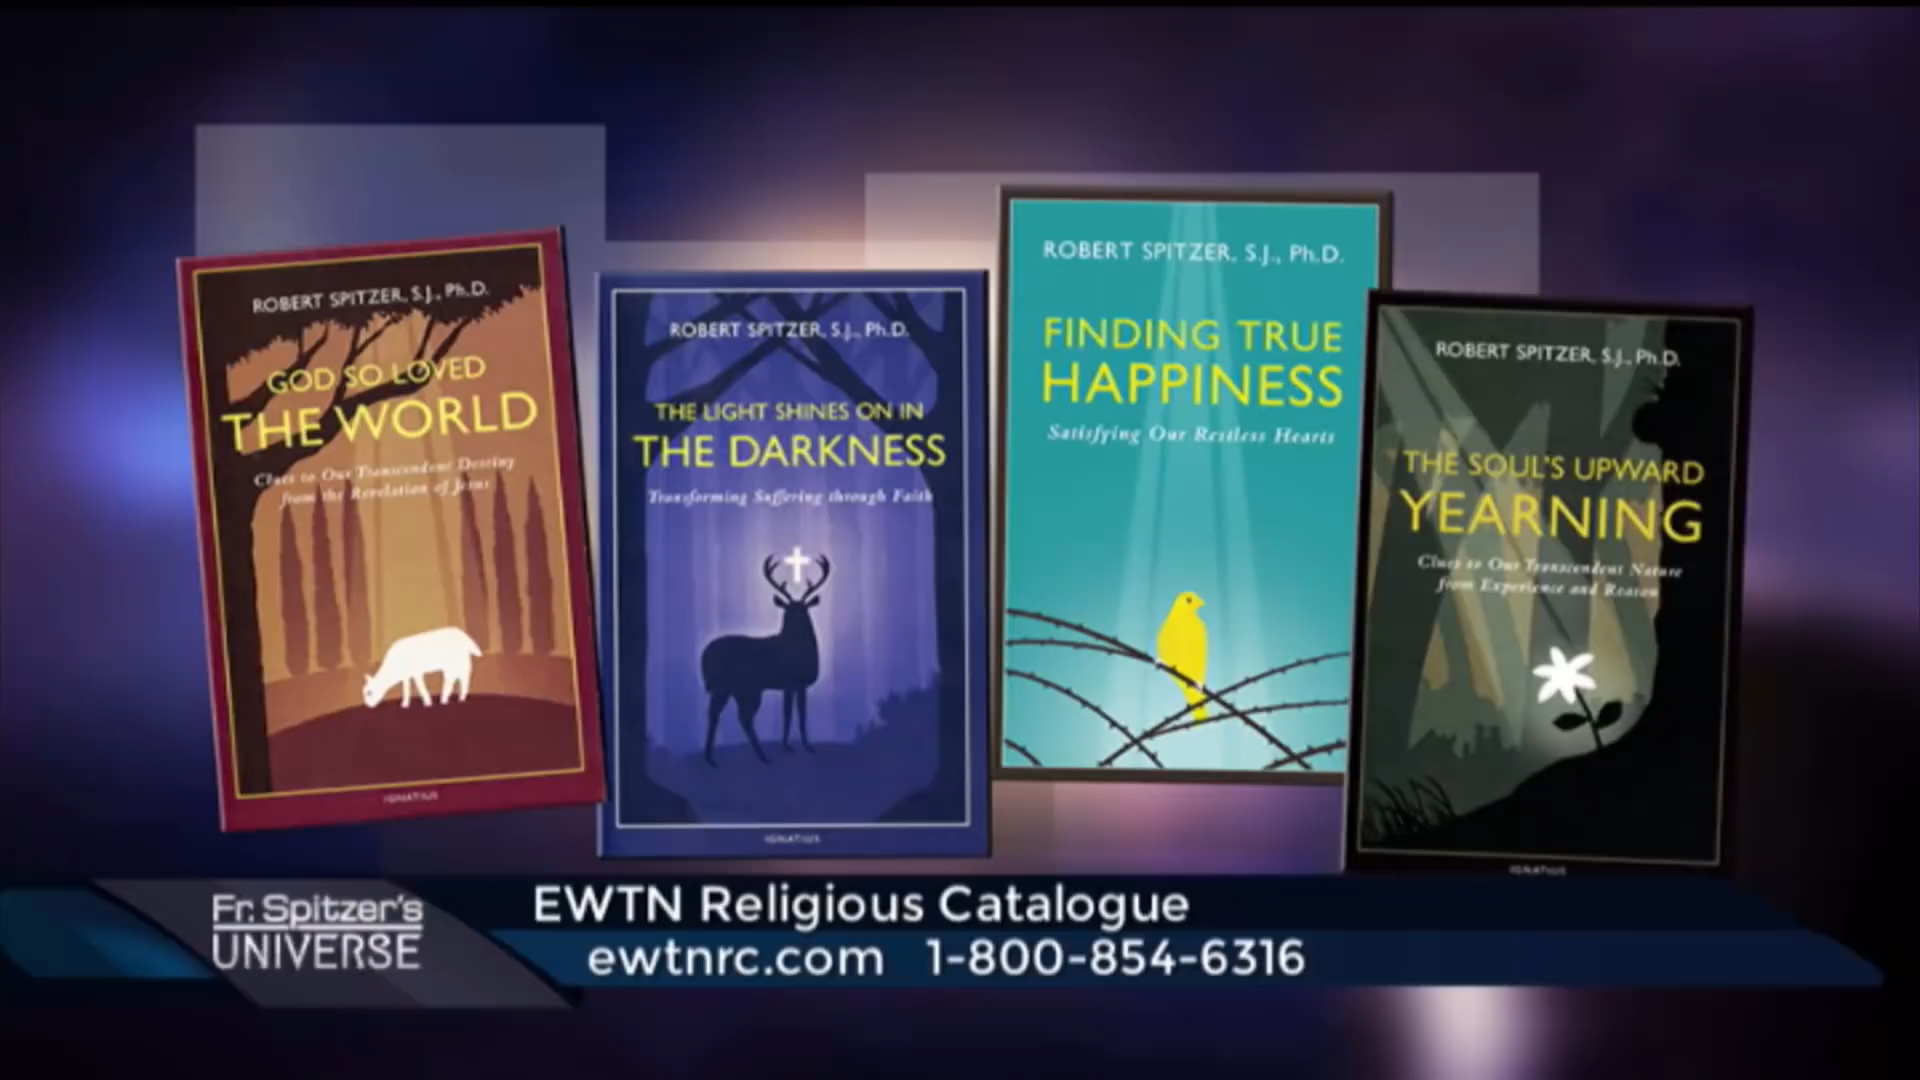 ROBERT SPITZER, S.J., Ph.D.
GOD SO LOVED
THE WORLD
Clues to Our Transcendent Destiny
from the Revelation of Jesus
IGNATIUS
ROBERT SPITZER, S.J., Ph.D.
THE LIGHT SHINES ON IN
THE DARKNESS
Transforming Suffering through Faith
IGNATIUS
ROBERT SPITZER, S.J., Ph.D.
FINDING TRUE
HAPPINESS
Satisfying Our Restless Hearts
ROBERT SPITZER, S.J., Ph.D.
THE SOUL'S UPWARD
YEARNING
Clues to Our Transcendent Nature
from Experience and Reason
IGNATIUS
Fr. Spitzer's
UNIVERSE
EWTN Religious Catalogue
ewtnrc.com 1-800-854-6316